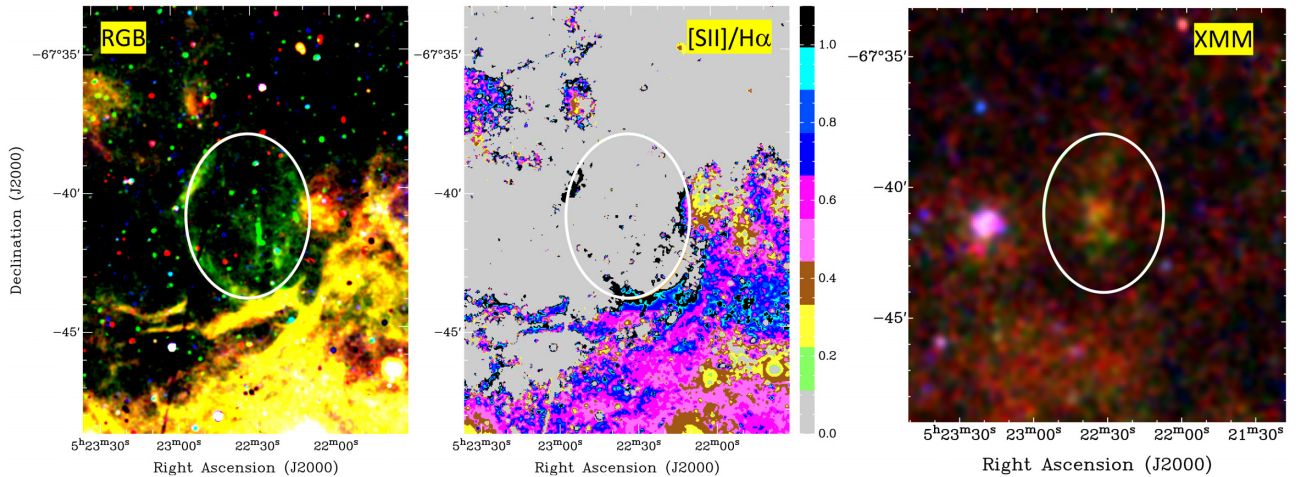 RGB
−67°35′
−40′
−45′
Declination (J2000)
5ʰ23ᵐ30ˢ 23ᵐ00ˢ 22ᵐ30ˢ 22ᵐ00ˢ
Right Ascension (J2000)
[SII]/Hα
−67°35′
−40′
−45′
5ʰ23ᵐ30ˢ 23ᵐ00ˢ 22ᵐ30ˢ 22ᵐ00ˢ
Right Ascension (J2000)
1.0
0.8
0.6
0.4
0.2
0.0
XMM
−67°35′
−40′
−45′
5ʰ23ᵐ30ˢ 23ᵐ00ˢ 22ᵐ30ˢ 22ᵐ00ˢ 21ᵐ30ˢ
Right Ascension (J2000)